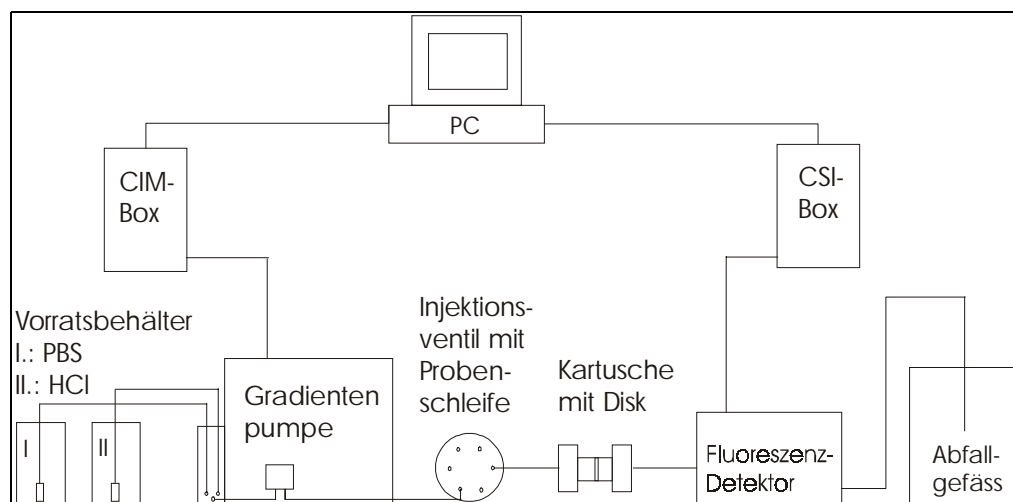 PC
CIM-
Box
CSI-
Box
Vorratsbehälter
I.: PBS
II.: HCl
Injektions-
ventil mit
Proben-
schleife
Kartusche
mit Disk
Gradienten
pumpe
I
II
Fluoreszenz-
Detektor
Abfall-
gefäss